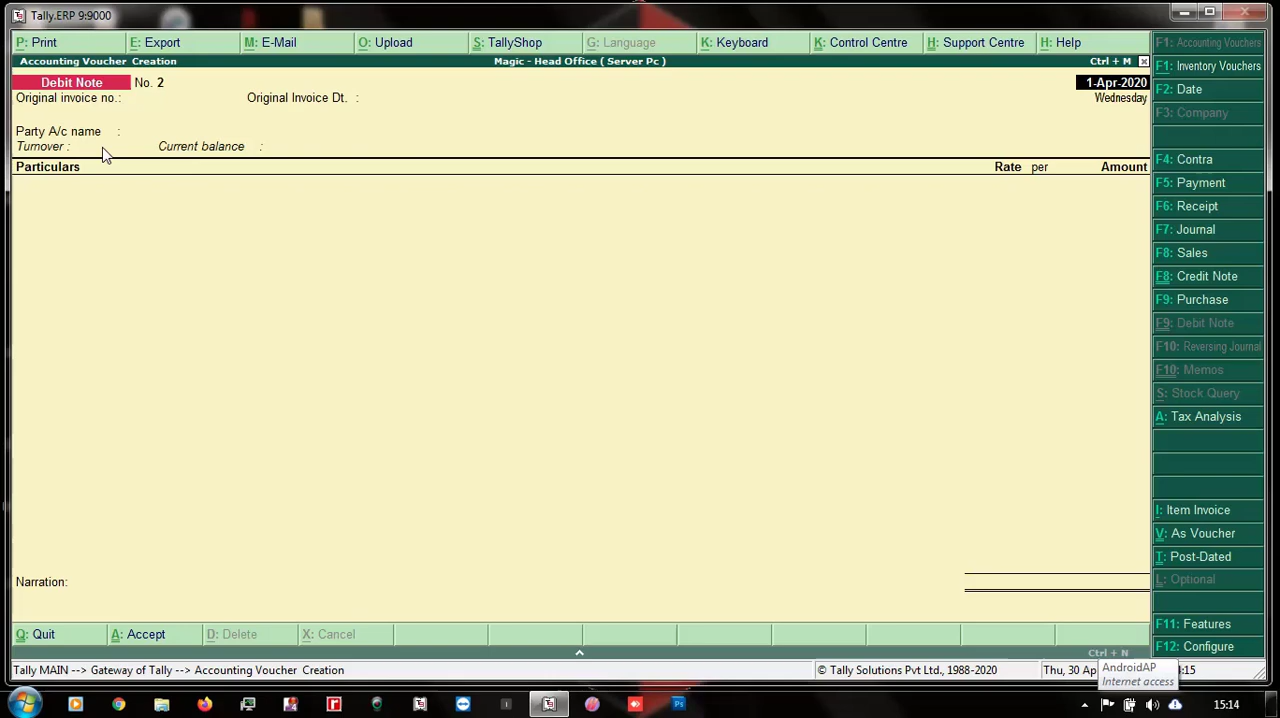 Tally.ERP 9:9000
P: Print E: Export M: E-Mail O: Upload S: TallyShop G: Language K: Keyboard K: Control Centre H: Support Centre H: Help
F1: Accounting Vouchers
Accounting Voucher Creation Magic - Head Office ( Server Pc ) Ctrl + M
F1: Inventory Vouchers
Debit Note No. 2 1-Apr-2020
F2: Date
Original invoice no.: Original Invoice Dt. : Wednesday
F3: Company
Party A/c name :
Turnover : Current balance :
F4: Contra
Particulars Rate per Amount
F5: Payment
F6: Receipt
F7: Journal
F8: Sales
F8: Credit Note
F9: Purchase
F9: Debit Note
F10: Reversing Journal
F10: Memos
S: Stock Query
A: Tax Analysis
I: Item Invoice
V: As Voucher
T: Post-Dated
L: Optional
Narration:
F11: Features
Q: Quit A: Accept D: Delete X: Cancel
F12: Configure
Ctrl + N
Tally MAIN --> Gateway of Tally --> Accounting Voucher Creation © Tally Solutions Pvt Ltd., 1988-2020 Thu, 30 Ap
AndroidAP
Internet access
15:14